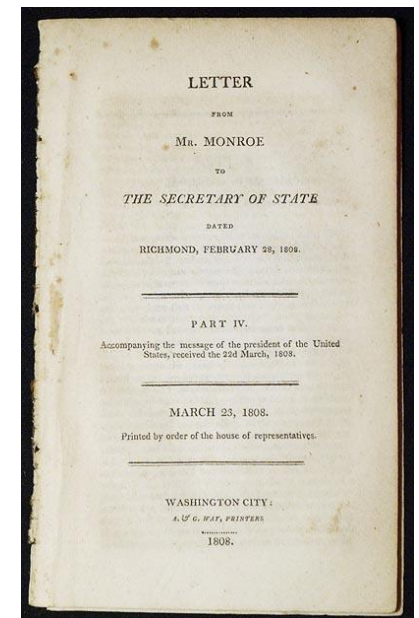 LETTER
FROM
MR. MONROE
TO
THE SECRETARY OF STATE
DATED
RICHMOND, FEBRUARY 28, 1808.
PART IV.
Accompanying the message of the president of the United
States, received the 22d March, 1808.
MARCH 23, 1808.
Printed by order of the house of representatives.
WASHINGTON CITY:
A. & G. WAY, PRINTERS
1808.